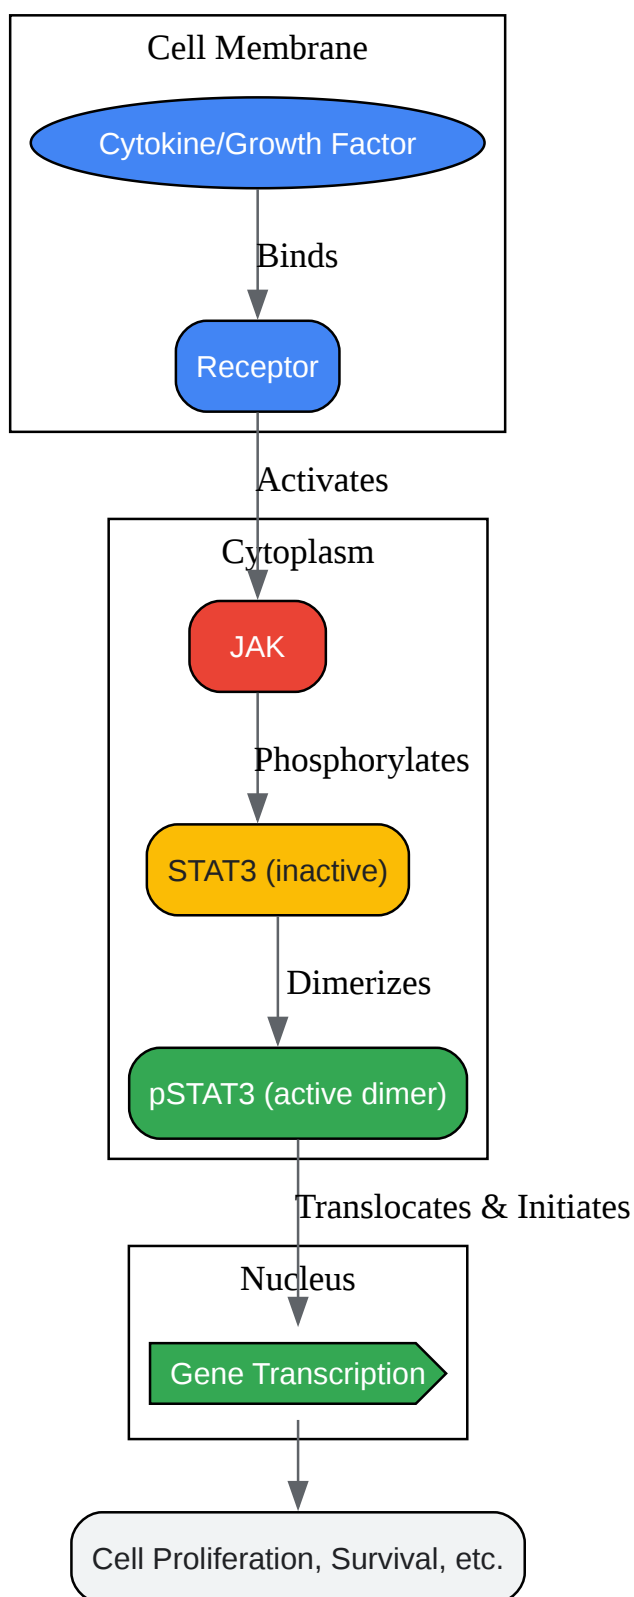 Cell Membrane
Cytokine/Growth Factor
Binds
Receptor
Activates
Cytoplasm
JAK
Phosphorylates
STAT3 (inactive)
Dimerizes
pSTAT3 (active dimer)
Translocates & Initiates
Nucleus
Gene Transcription
Cell Proliferation, Survival, etc.